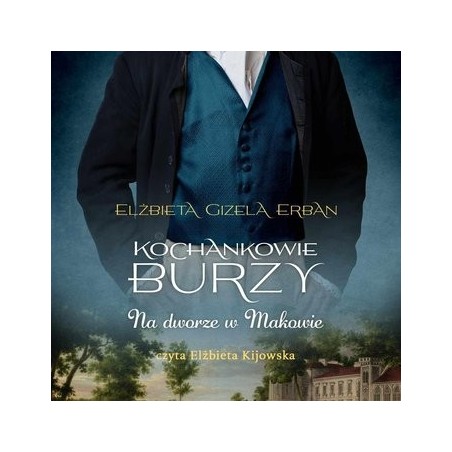 ELŻBIETA GIZELA ERBAN
KOCHANKOWIE
BURZY
Na dworze w Makowie
czyta Elżbieta Kijowska